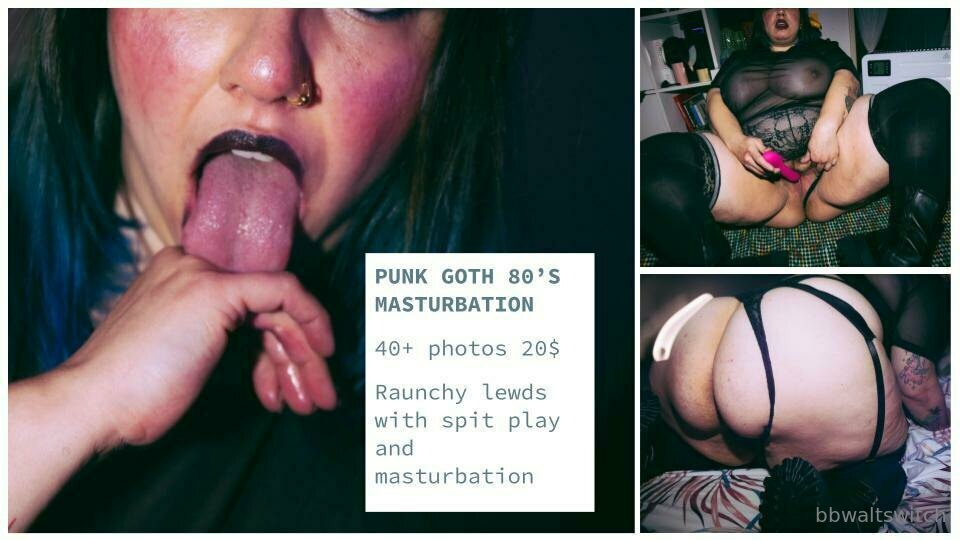 PUNK GOTH 80’S
MASTURBATION
40+ photos 20$
Raunchy lewds
with spit play
and
masturbation
bbwaltswitch